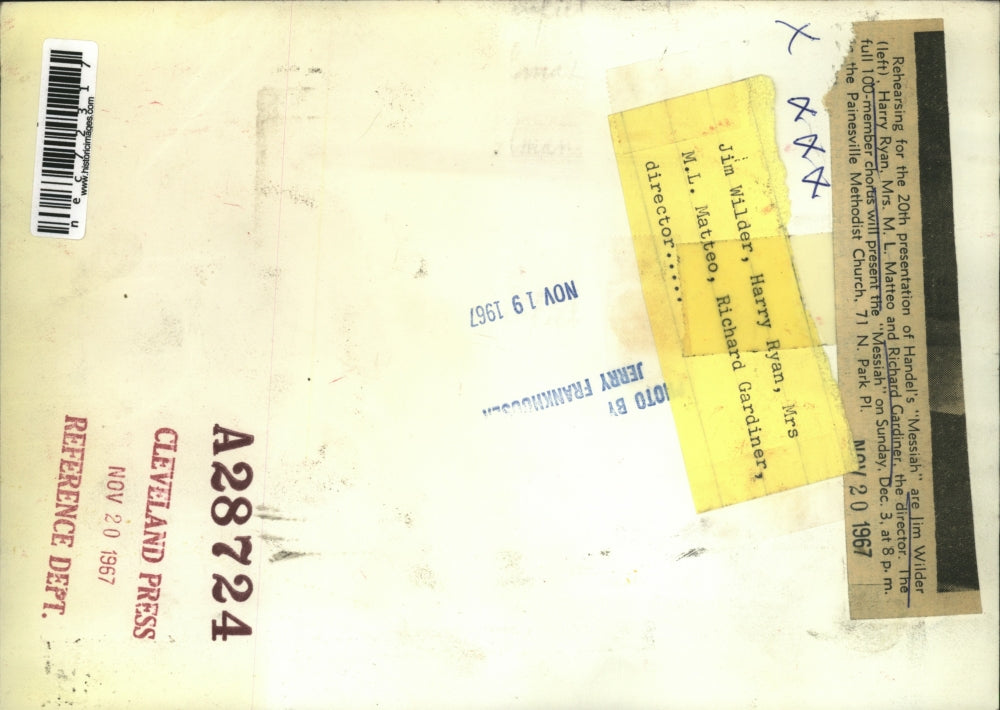 Rehearsing for the 20th presentation of Handel's "Messiah" are Jim Wilder
(left), Harry Ryan, Mrs. M. L. Matteo and Richard Gardiner, the director. The
full 100-member chorus will present the "Messiah" on Sunday, Dec. 3, at 8 p. m.
the Painesville Methodist Church, 71 N. Park Pl.
NOV 20 1967
X
X X X
Jim Wilder, Harry Ryan, Mrs
M.L. Matteo, Richard Gardiner,
director.....
HOTO BY
JERRY FRANKHOUSER
NOV 19 1967
A28724
CLEVELAND PRESS
NOV 20 1967
REFERENCE DEPT.
www.historicimages.com